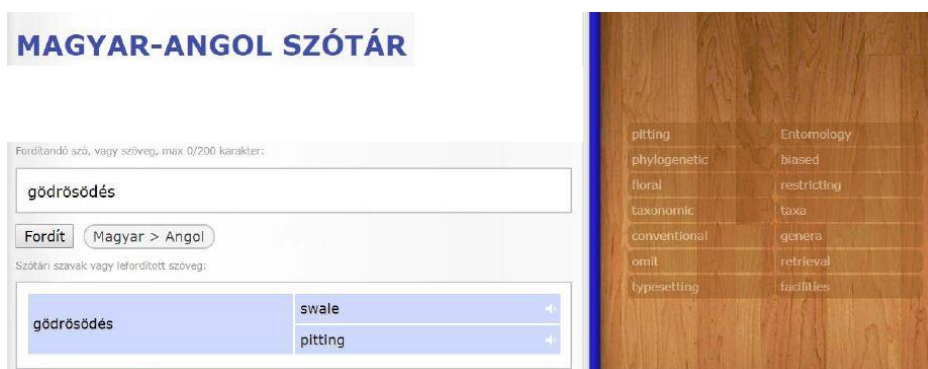 MAGYAR-ANGOL SZÓTÁR
Fordítandó szó, vagy szöveg, max 0/200 karakter:
gödrösödés
Fordít Magyar > Angol
Szótári szavak vagy lefordított szöveg:
gödrösödés
swale
pitting
pitting Entomology
phylogenetic biased
floral restricting
taxonomic taxa
conventional genera
omit retrieval
typesetting facilities